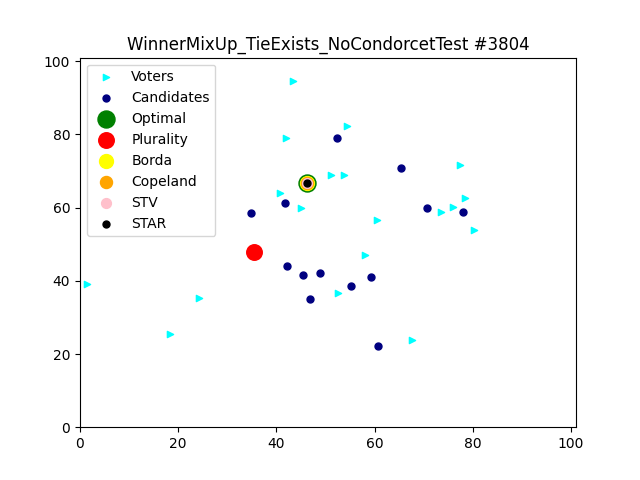 WinnerMixUp_TieExists_NoCondorcetTest #3804
100
80
60
40
20
0
0 20 40 60 80 100
Voters
Candidates
Optimal
Plurality
Borda
Copeland
STV
STAR